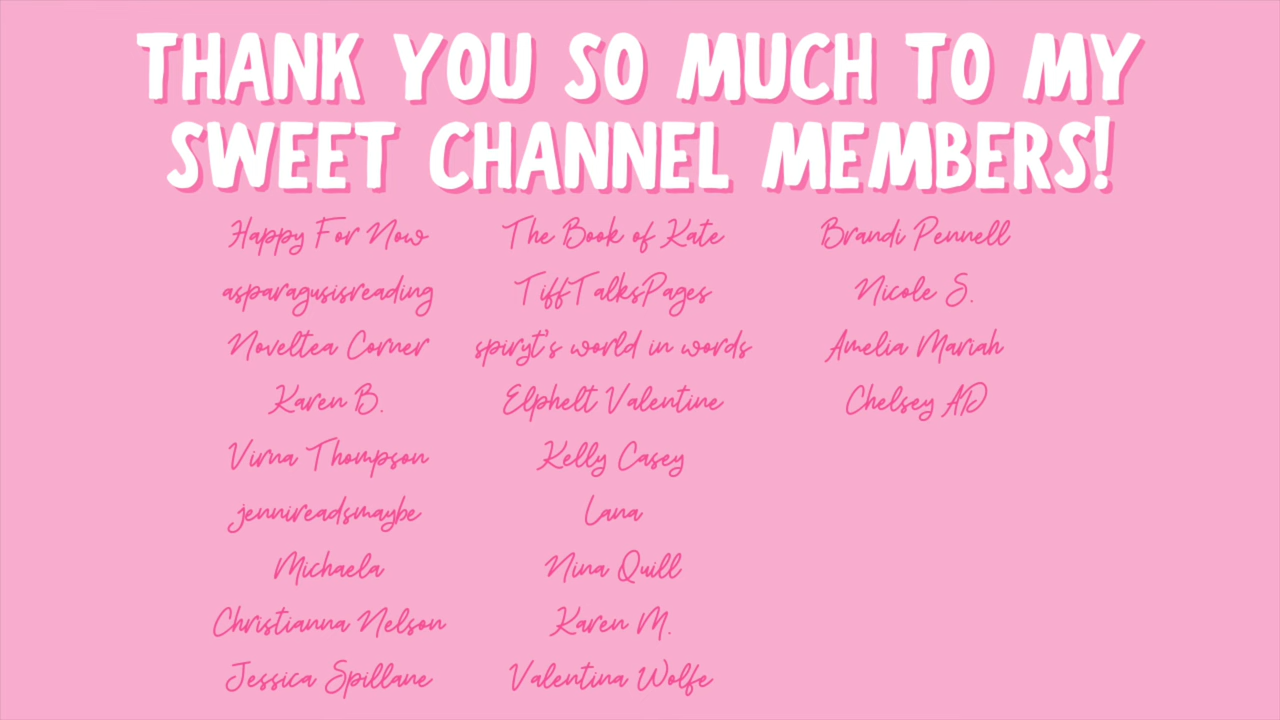 THANK YOU SO MUCH TO MY
SWEET CHANNEL MEMBERS!
Happy For Now
asparagusisreading
Noveltea Corner
Karen B.
Virna Thompson
jennireadsmaybe
Michaela
Christianna Nelson
Jessica Spillane
The Book of Kate
TiffTalksPages
spiryt's world in words
Elphelt Valentine
Kelly Casey
Lana
Nina Quill
Karen M.
Valentina Wolfe
Brandi Pennell
Nicole S.
Amelia Mariah
Chelsey AD